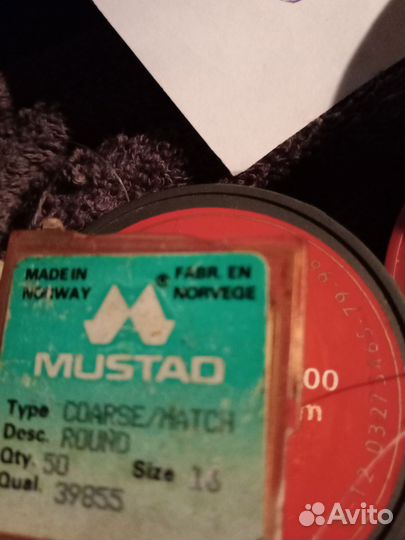 MADE IN
NORWAY
FABR. EN
NORVEGE
®
MUSTAD
Type COARSE/MATCH
Desc. ROUND
Qty. 50 Size 16
Qual. 39855
00
m
Avito